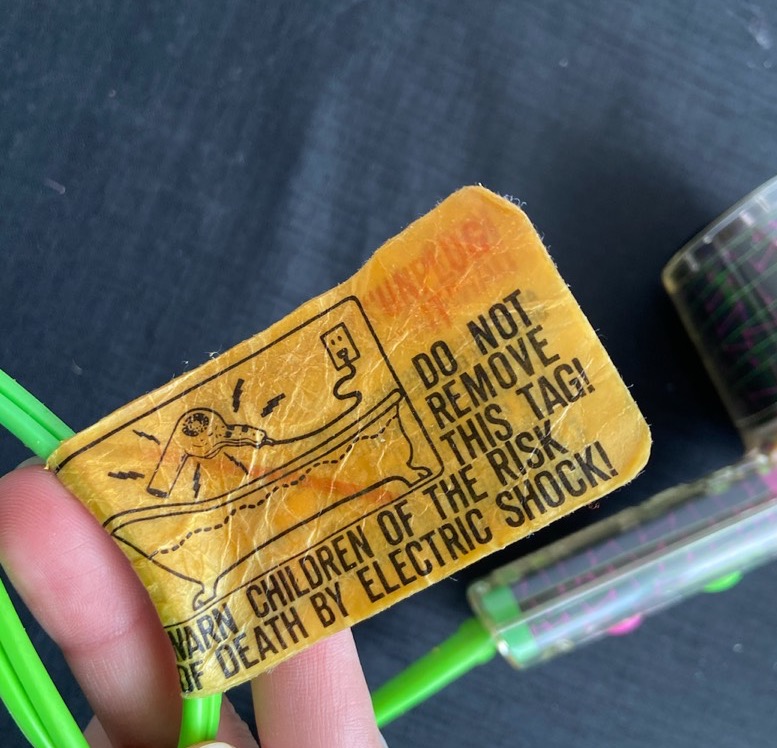 DO NOT
REMOVE
THIS TAG!
WARN CHILDREN OF THE RISK
OF DEATH BY ELECTRIC SHOCK!